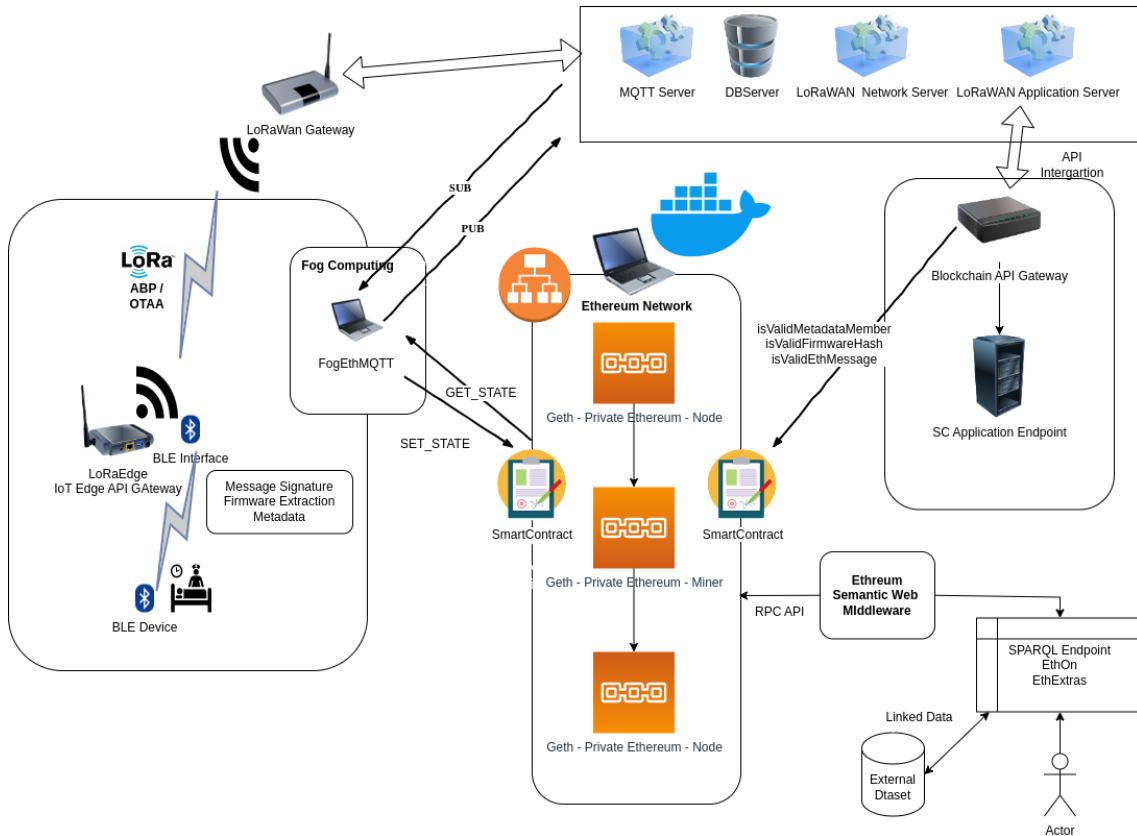 MQTT Server
DBServer
LoRaWAN Network Server
LoRaWAN Application Server
LoRaWan Gateway
API
Intergartion
SUB
PUB
LoRa
ABP /
OTAA
Fog Computing
FogEthMQTT
Ethereum Network
Blockchain API Gateway
isValidMetadataMember
isValidFirmwareHash
isValidEthMessage
GET_STATE
SET_STATE
Geth - Private Ethereum - Node
SC Application Endpoint
BLE Interface
LoRaEdge
IoT Edge API GAteway
Message Signature
Firmware Extraction
Metadata
SmartContract
SmartContract
Geth - Private Ethereum - Miner
BLE Device
RPC API
Ethreum
Semantic Web
MIddleware
SPARQL Endpoint
EthOn
EthExtras
Linked Data
Geth - Private Ethereum - Node
External
Dtaset
Actor